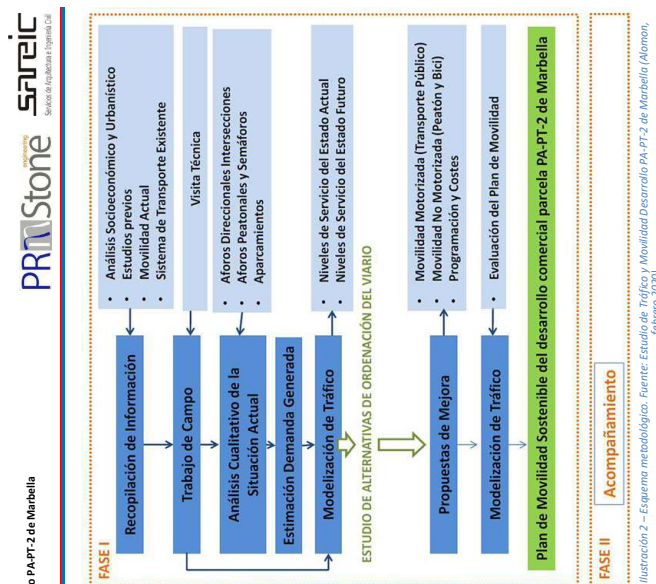 PRinStone
engineering
sareic
Servicios de Arquitectura e Ingeniería Civil
o PA-PT-2 de Marbella
FASE I
Recopilación de Información
• Análisis Socioeconómico y Urbanístico
• Estudios previos
• Movilidad Actual
• Sistema de Transporte Existente
Trabajo de Campo
• Visita Técnica
Análisis Cualitativo de la
Situación Actual
• Aforos Direccionales Intersecciones
• Aforos Peatonales y Semáforos
• Aparcamientos
Estimación Demanda Generada
Modelización de Tráfico
• Niveles de Servicio del Estado Actual
• Niveles de Servicio del Estado Futuro
ESTUDIO DE ALTERNATIVAS DE ORDENACIÓN DEL VIARIO
Propuestas de Mejora
• Movilidad Motorizada (Transporte Público)
• Movilidad No Motorizada (Peatón y Bici)
• Programación y Costes
Modelización de Tráfico
• Evaluación del Plan de Movilidad
Plan de Movilidad Sostenible del desarrollo comercial parcela PA-PT-2 de Marbella
FASE II
Acompañamiento
Ilustración 2 – Esquema metodológico. Fuente: Estudio de Tráfico y Movilidad Desarrollo PA-PT-2 de Marbella (Alomon,
febrero 2020)